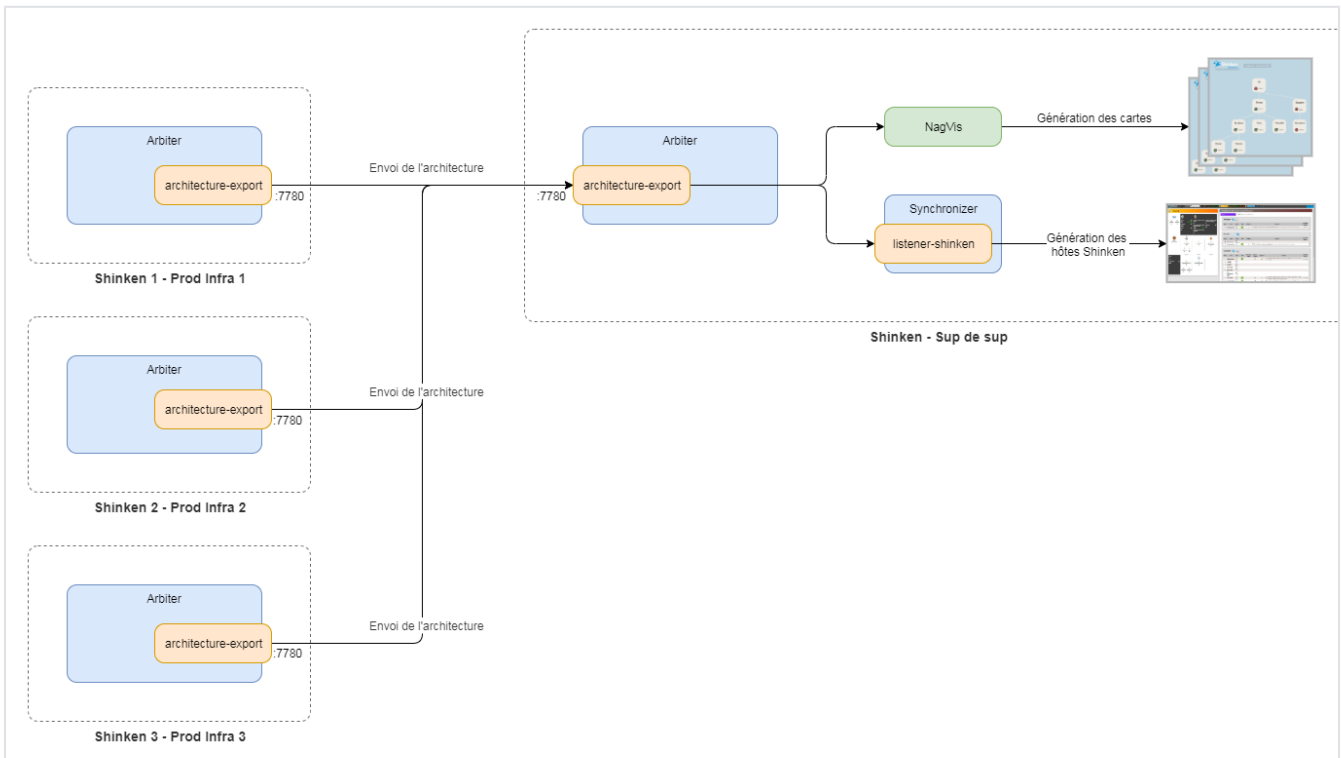 Arbiter
architecture-export
:7780
Shinken 1 - Prod Infra 1
Envoi de l'architecture
Arbiter
architecture-export
:7780
Shinken 2 - Prod Infra 2
Envoi de l'architecture
Arbiter
architecture-export
:7780
Shinken 3 - Prod Infra 3
Envoi de l'architecture
:7780
Arbiter
architecture-export
NagVis
Génération des cartes
Synchronizer
listener-shinken
Génération des
hôtes Shinken
Shinken - Sup de sup